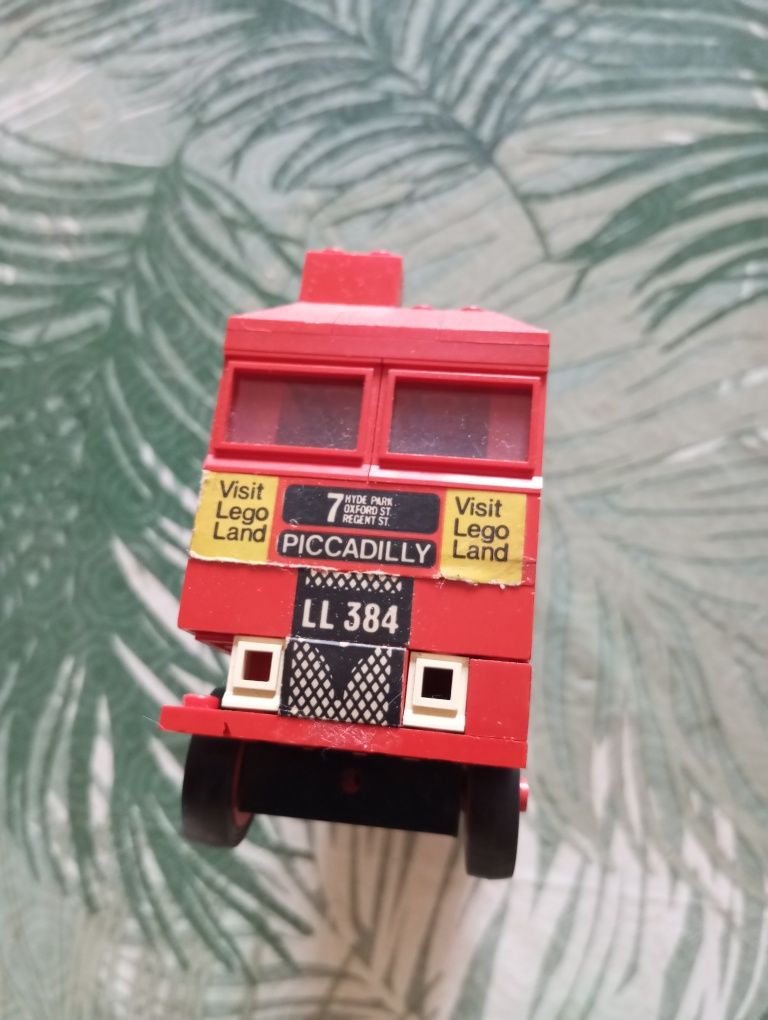 Visit
Lego
Land
7
HYDE PARK
OXFORD ST.
REGENT ST.
PICCADILLY
Visit
Lego
Land
LL 384